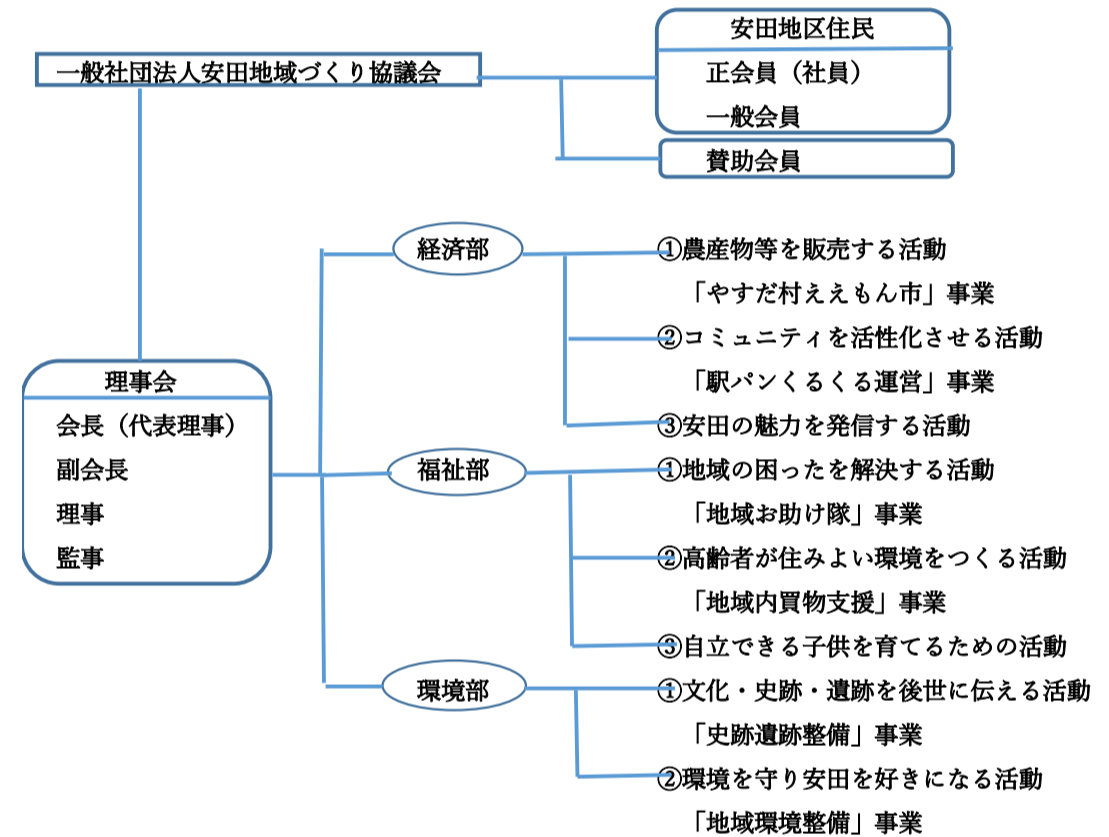 一般社団法人安田地域づくり協議会
安田地区住民
正会員（社員）
一般会員
賛助会員
理事会
会長（代表理事）
副会長
理事
監事
経済部
①農産物等を販売する活動
「やすだ村ええもん市」事業
②コミュニティを活性化させる活動
「駅パンくるくる運営」事業
③安田の魅力を発信する活動
福祉部
①地域の困ったを解決する活動
「地域お助け隊」事業
②高齢者が住みよい環境をつくる活動
「地域内買物支援」事業
③自立できる子供を育てるための活動
環境部
①文化・史跡・遺跡を後世に伝える活動
「史跡遺跡整備」事業
②環境を守り安田を好きになる活動
「地域環境整備」事業